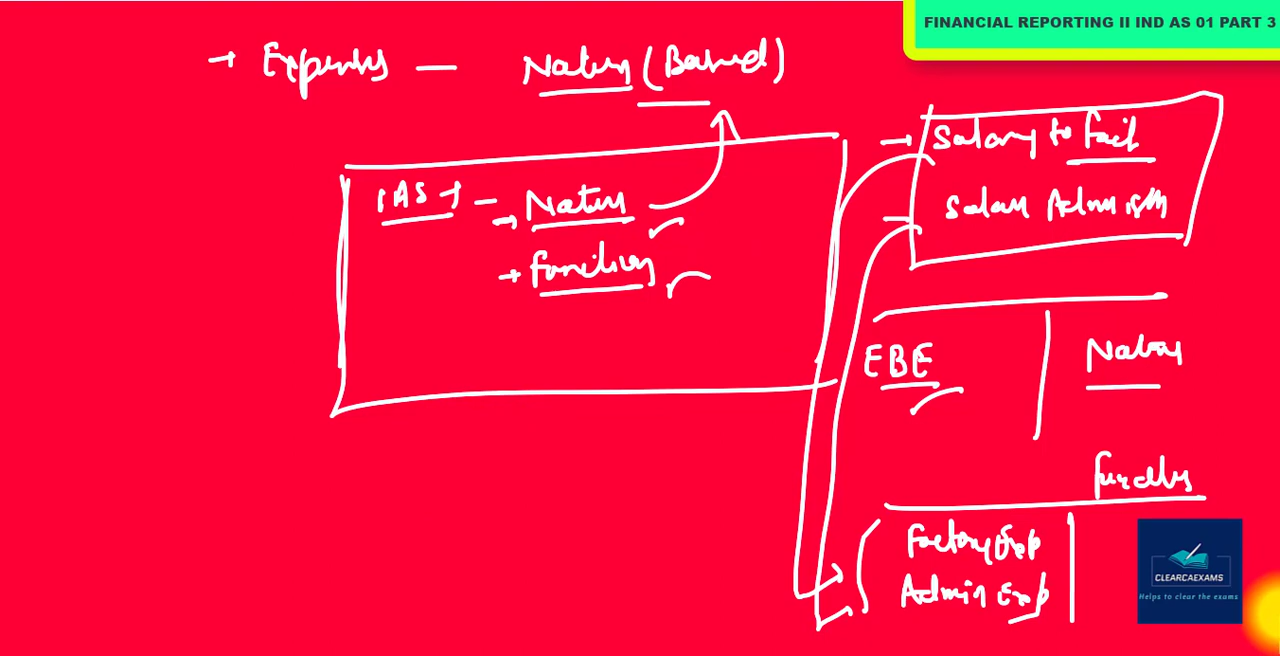 FINANCIAL REPORTING II IND AS 01 PART 3
→ Expenses — Nature (Based)
IAS 1 — → Nature
→ Function
→ Salary to Fact
Salary Admin
EBE Nature
Function
Factory Exp
Admin Exp
CLEARCAEXAMS
Helps to clear the exams